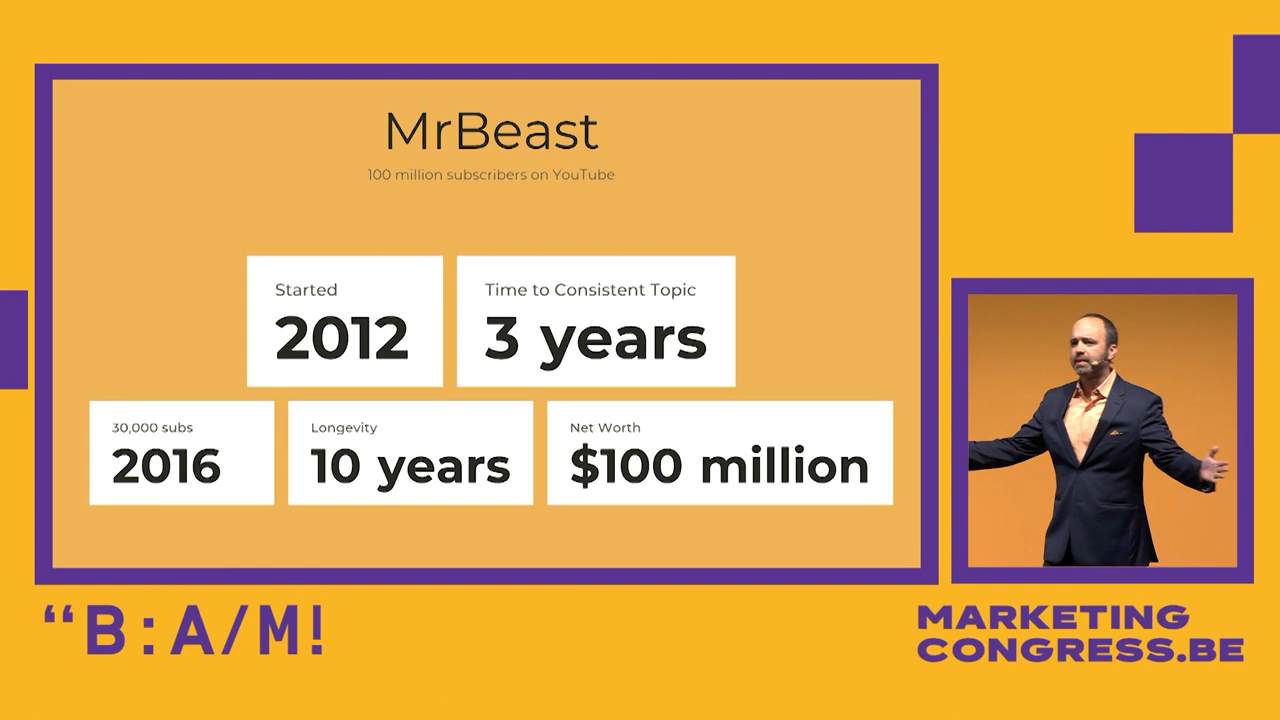 MrBeast
100 million subscribers on YouTube
Started
2012
Time to Consistent Topic
3 years
30,000 subs
2016
Longevity
10 years
Net Worth
$100 million
“B:A/M!
MARKETING
CONGRESS.BE